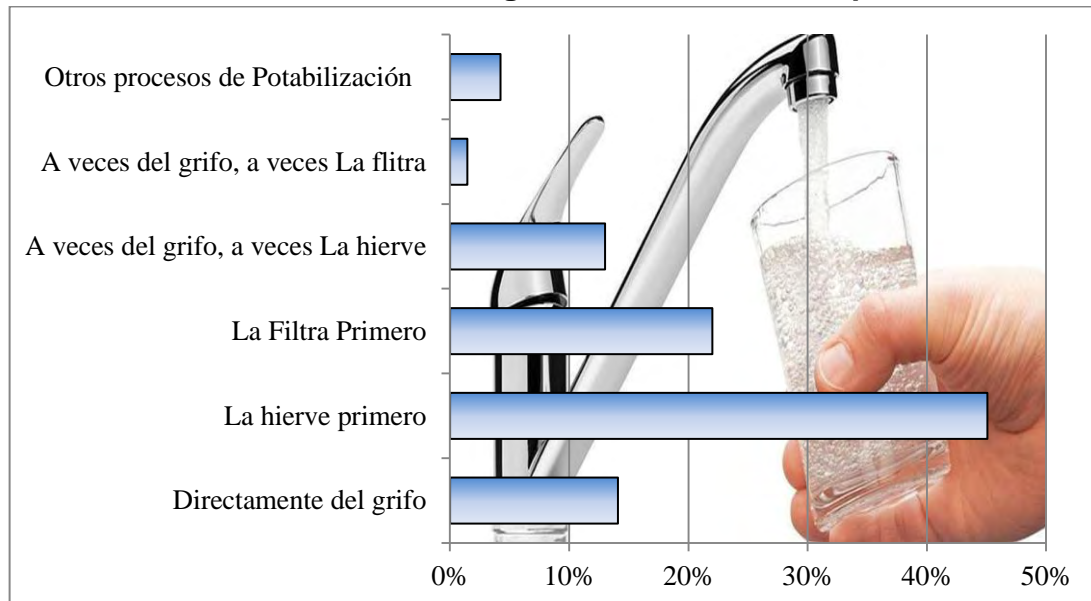 Otros procesos de Potabilización
A veces del grifo, a veces La flitra
A veces del grifo, a veces La hierve
La Filtra Primero
La hierve primero
Directamente del grifo
0%
10%
20%
30%
40%
50%